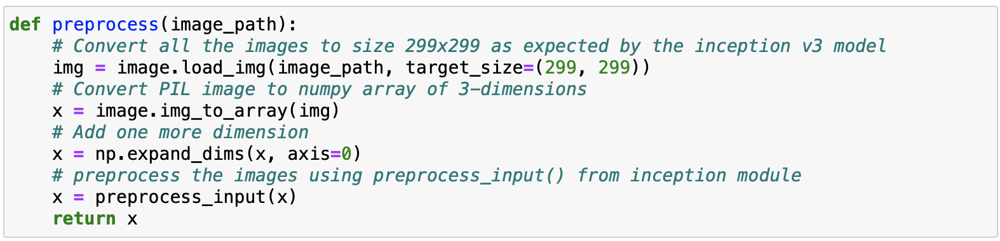 def preprocess(image_path):
    # Convert all the images to size 299x299 as expected by the inception v3 model
    img = image.load_img(image_path, target_size=(299, 299))
    # Convert PIL image to numpy array of 3-dimensions
    x = image.img_to_array(img)
    # Add one more dimension
    x = np.expand_dims(x, axis=0)
    # preprocess the images using preprocess_input() from inception module
    x = preprocess_input(x)
    return x